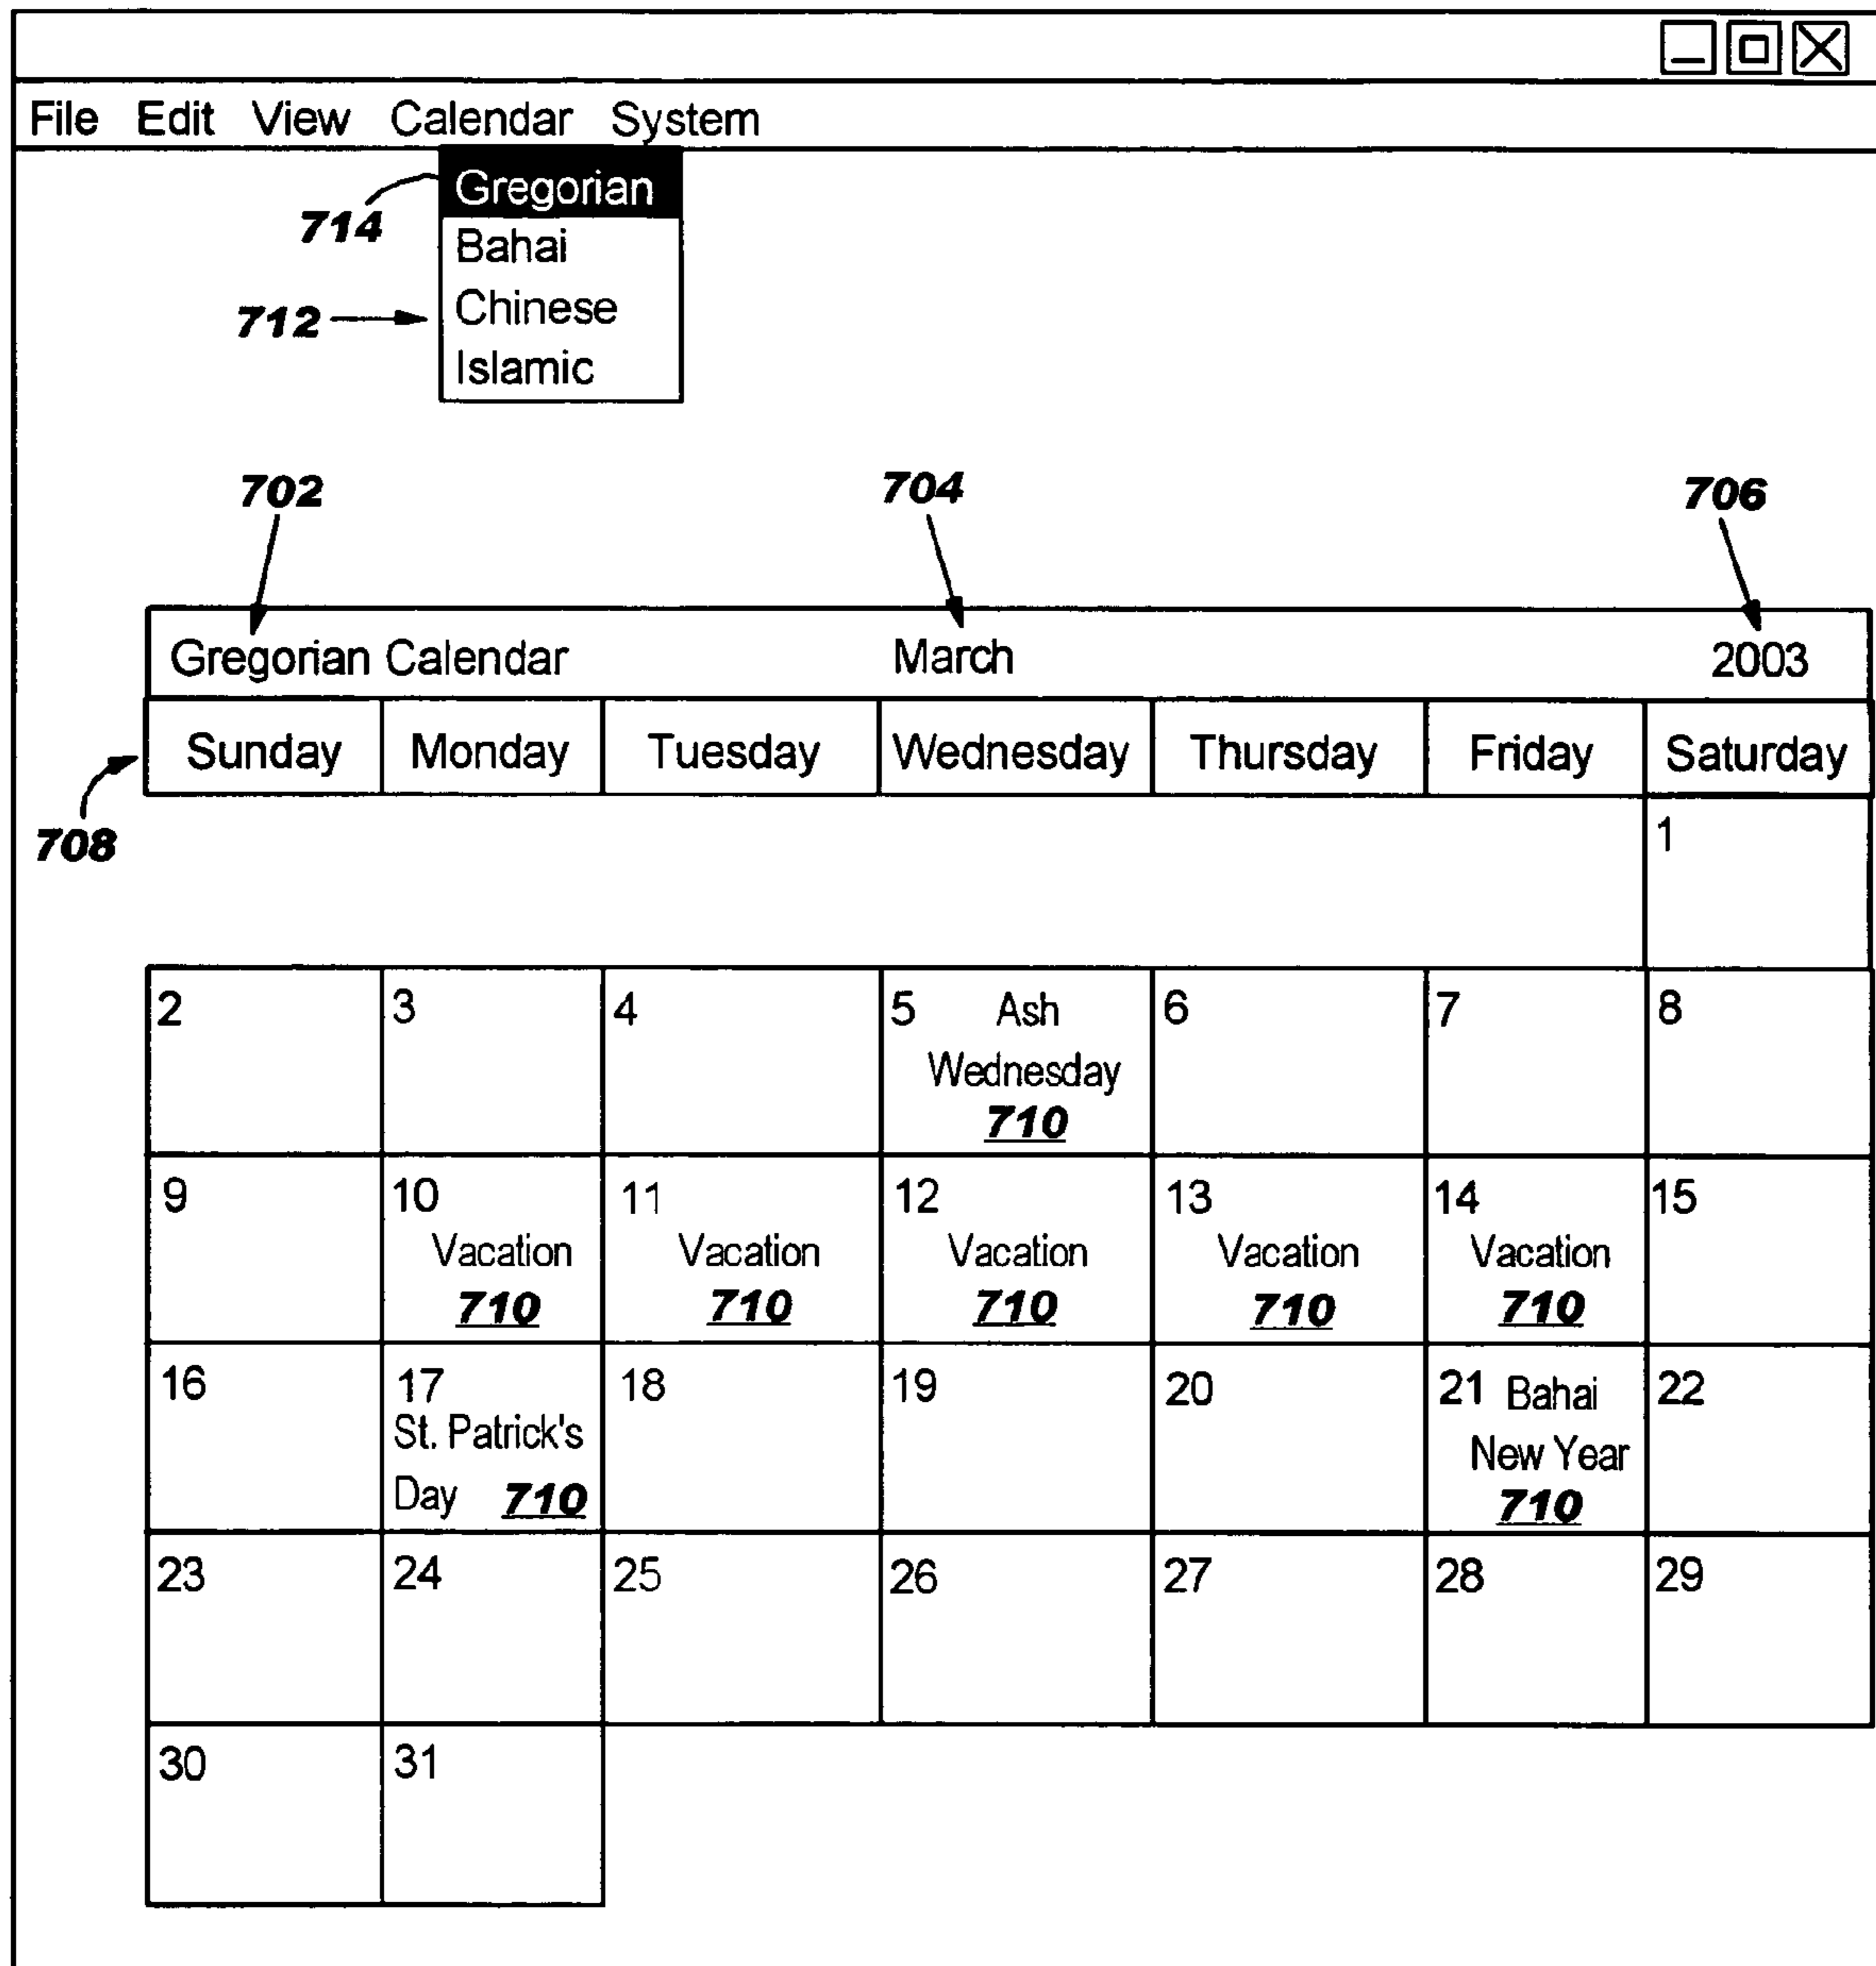 File Edit View Calendar System
Gregorian
714
Bahai
712
Chinese
Islamic
702 704 706
Gregorian Calendar March 2003
Sunday Monday Tuesday Wednesday Thursday Friday Saturday
708
1
2 3 4 5 Ash 6 7 8
Wednesday
710
9 10 11 12 13 14 15
Vacation Vacation Vacation Vacation Vacation
710 710 710 710 710
16 17 18 19 20 21 Bahai 22
St. Patrick's New Year
Day 710 710
23 24 25 26 27 28 29
30 31